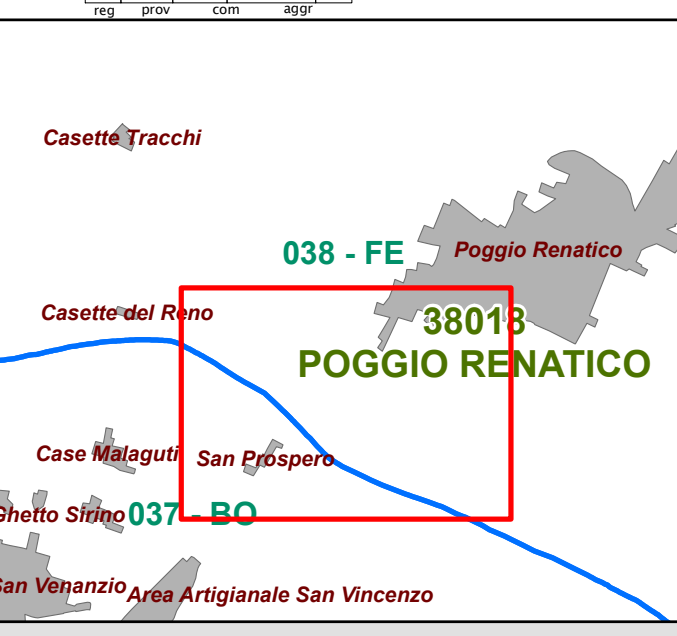 reg prov com aggr
Casette Tracchi
038 - FE
Poggio Renatico
Casette del Reno
38018
POGGIO RENATICO
Case Malaguti
San Prospero
Ghetto Sirino
037 - BO
San Venanzio
Area Artigianale San Vincenzo